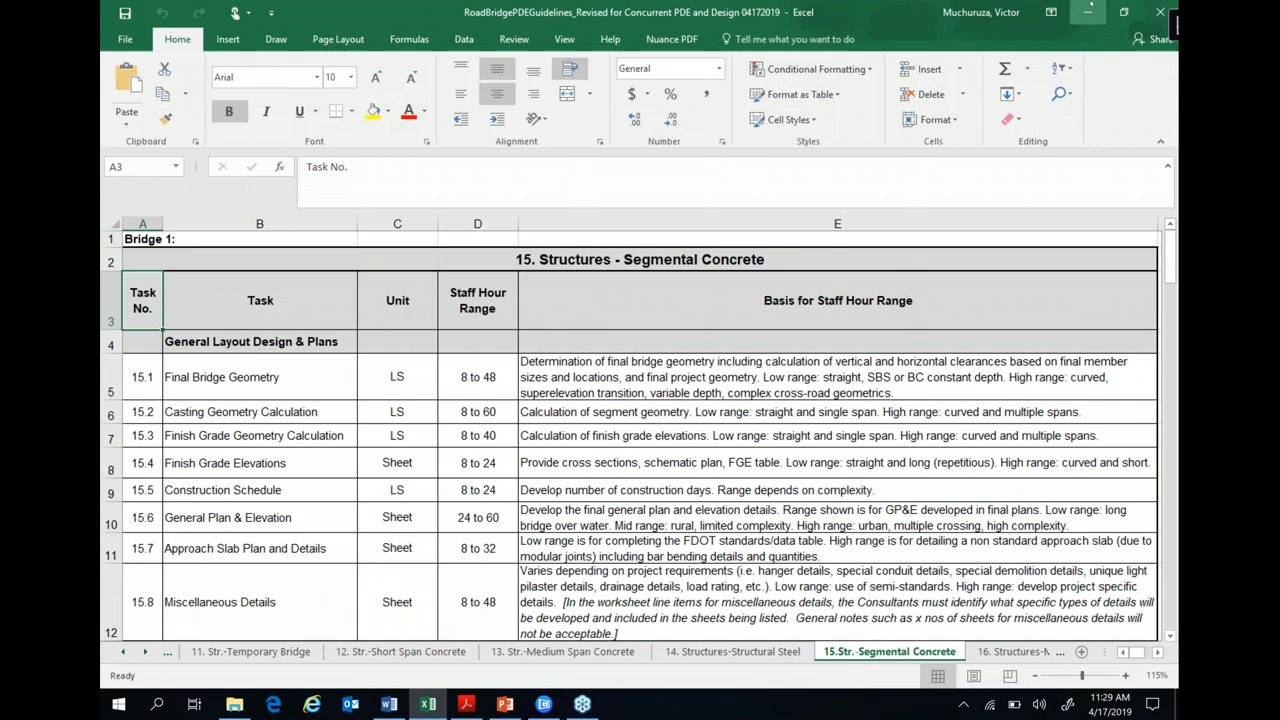 RoadBridgePDEGuidelines_Revised for Concurrent PDE and Design 04172019 - Excel
Muchuruza, Victor
File Home Insert Draw Page Layout Formulas Data Review View Help Nuance PDF Tell me what you want to do
Share
Paste
Arial 10
B I U A
General
$ % ,
Conditional Formatting
Format as Table
Cell Styles
Insert
Delete
Format
Clipboard Font Alignment Number Styles Cells Editing
A3 fx Task No.
A B C D E
1 Bridge 1:
2 15. Structures - Segmental Concrete
3 Task No. Task Unit Staff Hour Range Basis for Staff Hour Range
4 General Layout Design & Plans
5 15.1 Final Bridge Geometry LS 8 to 48
Determination of final bridge geometry including calculation of vertical and horizontal clearances based on final member
sizes and locations, and final project geometry. Low range: straight, SBS or BC constant depth. High range: curved,
superelevation transition, variable depth, complex cross-road geometrics.
6 15.2 Casting Geometry Calculation LS 8 to 60 Calculation of segment geometry. Low range: straight and single span. High range: curved and multiple spans.
7 15.3 Finish Grade Geometry Calculation LS 8 to 40 Calculation of finish grade elevations. Low range: straight and single span. High range: curved and multiple spans.
8 15.4 Finish Grade Elevations Sheet 8 to 24 Provide cross sections, schematic plan, FGE table. Low range: straight and long (repetitious). High range: curved and short.
9 15.5 Construction Schedule LS 8 to 24 Develop number of construction days. Range depends on complexity.
10 15.6 General Plan & Elevation Sheet 24 to 60
Develop the final general plan and elevation details. Range shown is for GP&E developed in final plans. Low range: long
bridge over water. Mid range: rural, limited complexity. High range: urban, multiple crossing, high complexity.
11 15.7 Approach Slab Plan and Details Sheet 8 to 32
Low range is for completing the FDOT standards/data table. High range is for detailing a non standard approach slab (due to
modular joints) including bar bending details and quantities.
12 15.8 Miscellaneous Details Sheet 8 to 48
Varies depending on project requirements (i.e. hanger details, special conduit details, special demolition details, unique light
pilaster details, drainage details, load rating, etc.). Low range: use of semi-standards. High range: develop project specific
details. [In the worksheet line items for miscellaneous details, the Consultants must identify what specific types of details will
be developed and included in the sheets being listed. General notes such as x nos of sheets for miscellaneous details will
not be acceptable.]
... 11. Str.-Temporary Bridge 12. Str.-Short Span Concrete 13. Str.-Medium Span Concrete 14. Structures-Structural Steel 15.Str.-Segmental Concrete 16. Structures-N ...
Ready
115%
11:29 AM
4/17/2019